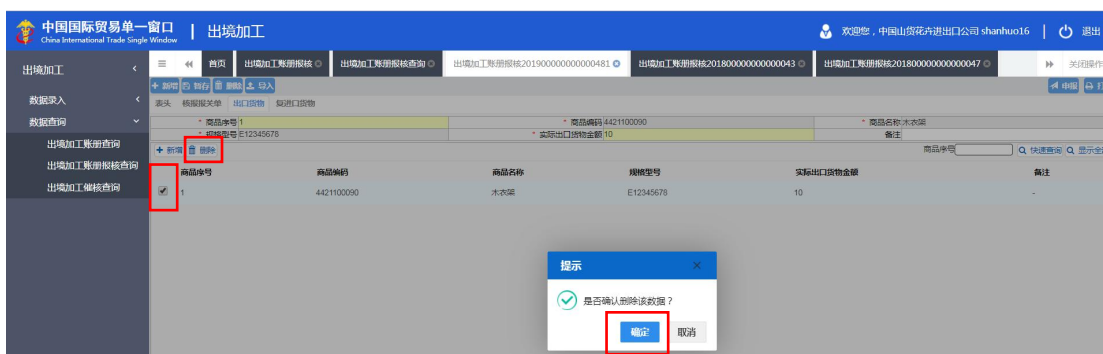 中国国际贸易单一窗口 | 出境加工
China International Trade Single Window
欢迎您，中国山货花卉进出口公司 shanhuo16 | 退出
出境加工
首页 出境加工账册报核 出境加工账册报核查询 出境加工账册报核201900000000000481 出境加工账册报核201800000000000043 出境加工账册报核201800000000000047 关闭操作
+ 新增 暂存 删除 导入 申报
数据录入
表头 核报报关单 出口货物 复进口货物
数据查询
* 商品序号 1 * 商品编码 4421100090 * 商品名称 木衣架
* 规格型号 E12345678 * 实际出口货物金额 10 备注
出境加工账册查询
+ 新增 删除 商品序号 快速查询 显示全
出境加工账册报核查询
商品序号 商品编码 商品名称 规格型号 实际出口货物金额 备注
出境加工催核查询
1 4421100090 木衣架 E12345678 10 -
提示 ×
是否确认删除该数据？
确定 取消